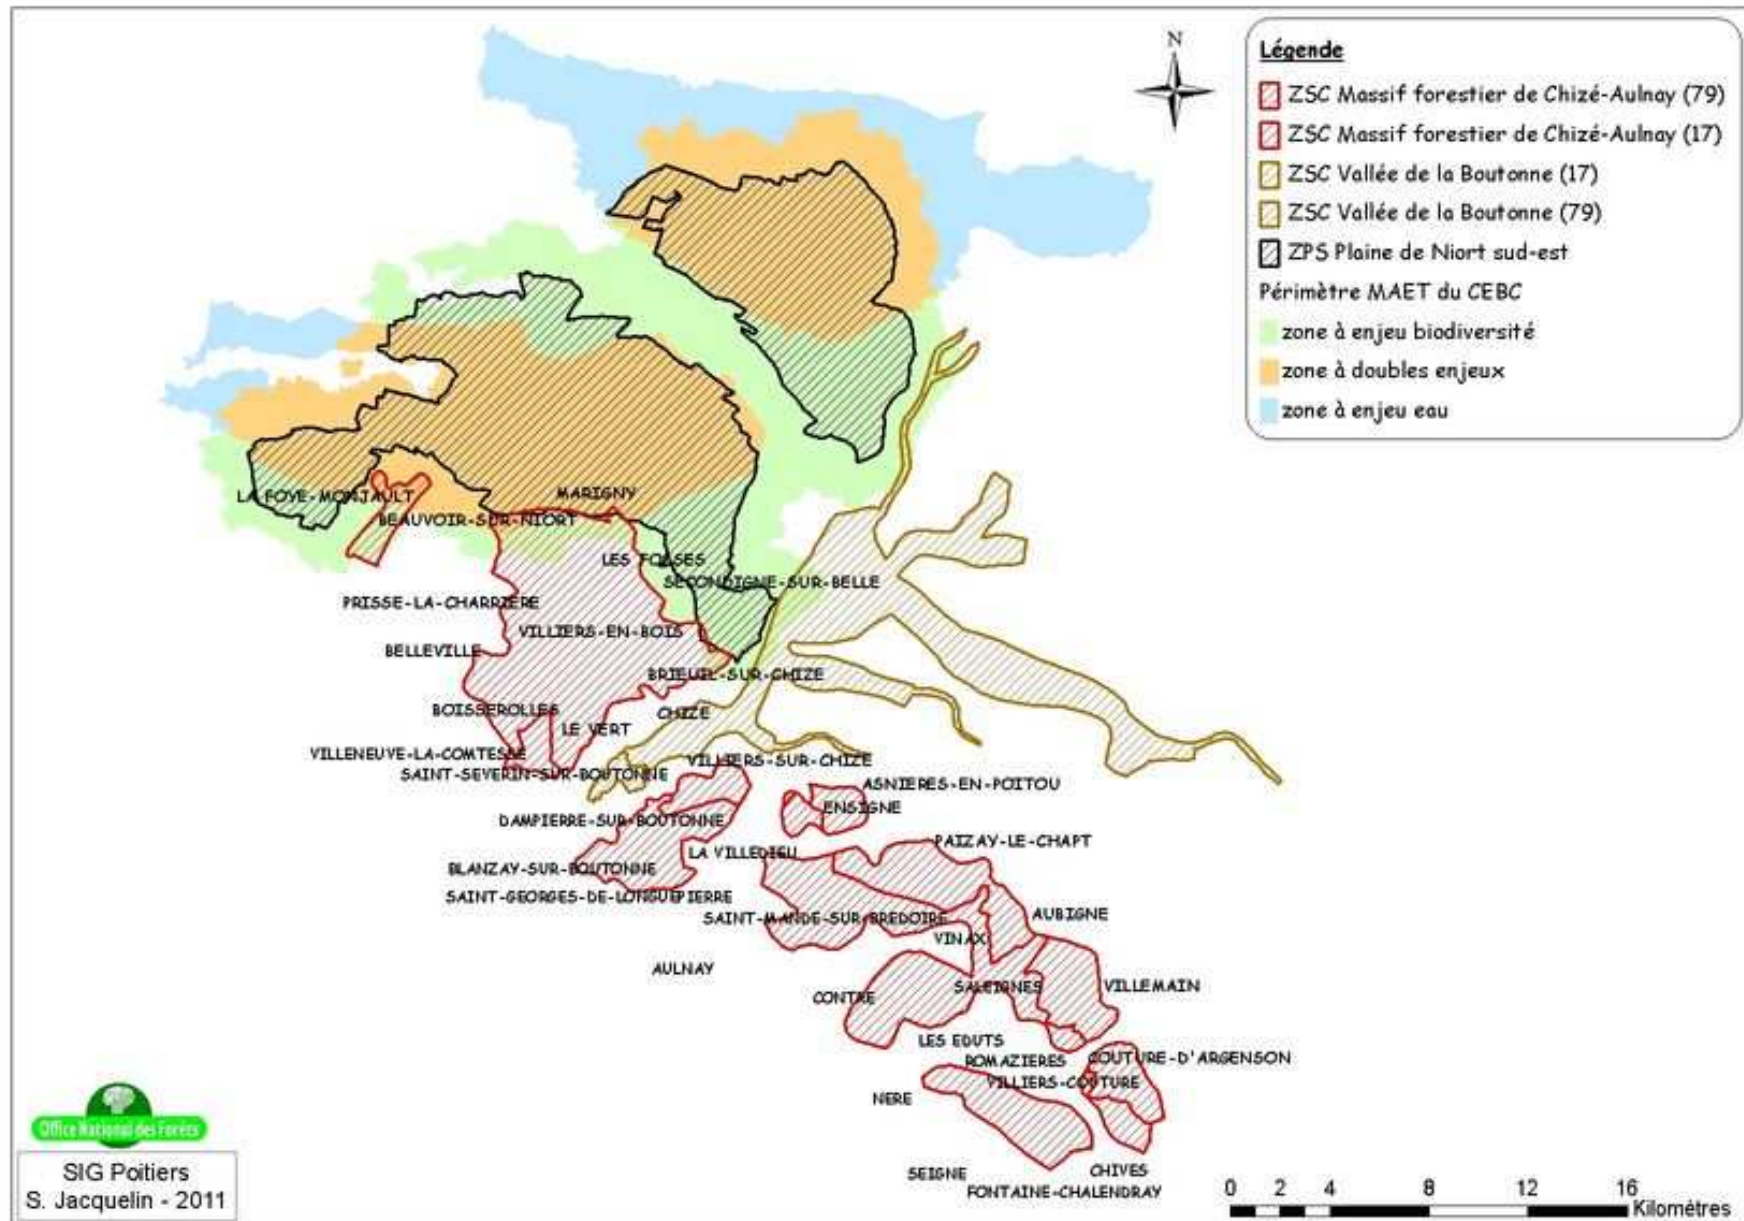 N
Légende
ZSC Massif forestier de Chizé-Aulnay (79)
ZSC Massif forestier de Chizé-Aulnay (17)
ZSC Vallée de la Boutonne (17)
ZSC Vallée de la Boutonne (79)
ZPS Plaine de Niort sud-est
Périmètre MAET du CEBC
zone à enjeu biodiversité
zone à doubles enjeux
zone à enjeu eau
LA FOYE-MONJAULT
MARIGNY
BEAUVOIR-SUR-NIORT
LES FOSSES
SECONDIGNE-SUR-BELLE
PRISSE-LA-CHARRIERE
VILLIERS-EN-BOIS
BELLEVILLE
BRIEUIL-SUR-CHIZE
BOISSEROLLES
CHIZE
LE VERT
VILLENEUVE-LA-COMTESSE
VILLIERS-SUR-CHIZE
SAINT-SEVERIN-SUR-BOUTONNE
ASNIERES-EN-POITOU
ENSIGNE
DAMPIERRE-SUR-BOUTONNE
PAIZAY-LE-CHAPT
LA VILLEDIEU
BLANZAY-SUR-BOUTONNE
SAINT-GEORGES-DE-LONGUEPIERRE
AUBIGNE
SAINT-MANDE-SUR-BREDOIRE
VINAX
AULNAY
VILLEMAIN
SALEIGNES
CONTRE
LES EDUTS
COUTURE-D'ARGENSON
ROMAZIERES
VILLIERS-COUTURE
NERE
CHIVES
SEIGNE
FONTAINE-CHALENDRAY
Office National des Forêts
SIG Poitiers
S. Jacquelin - 2011
0 2 4 8 12 16
Kilométres